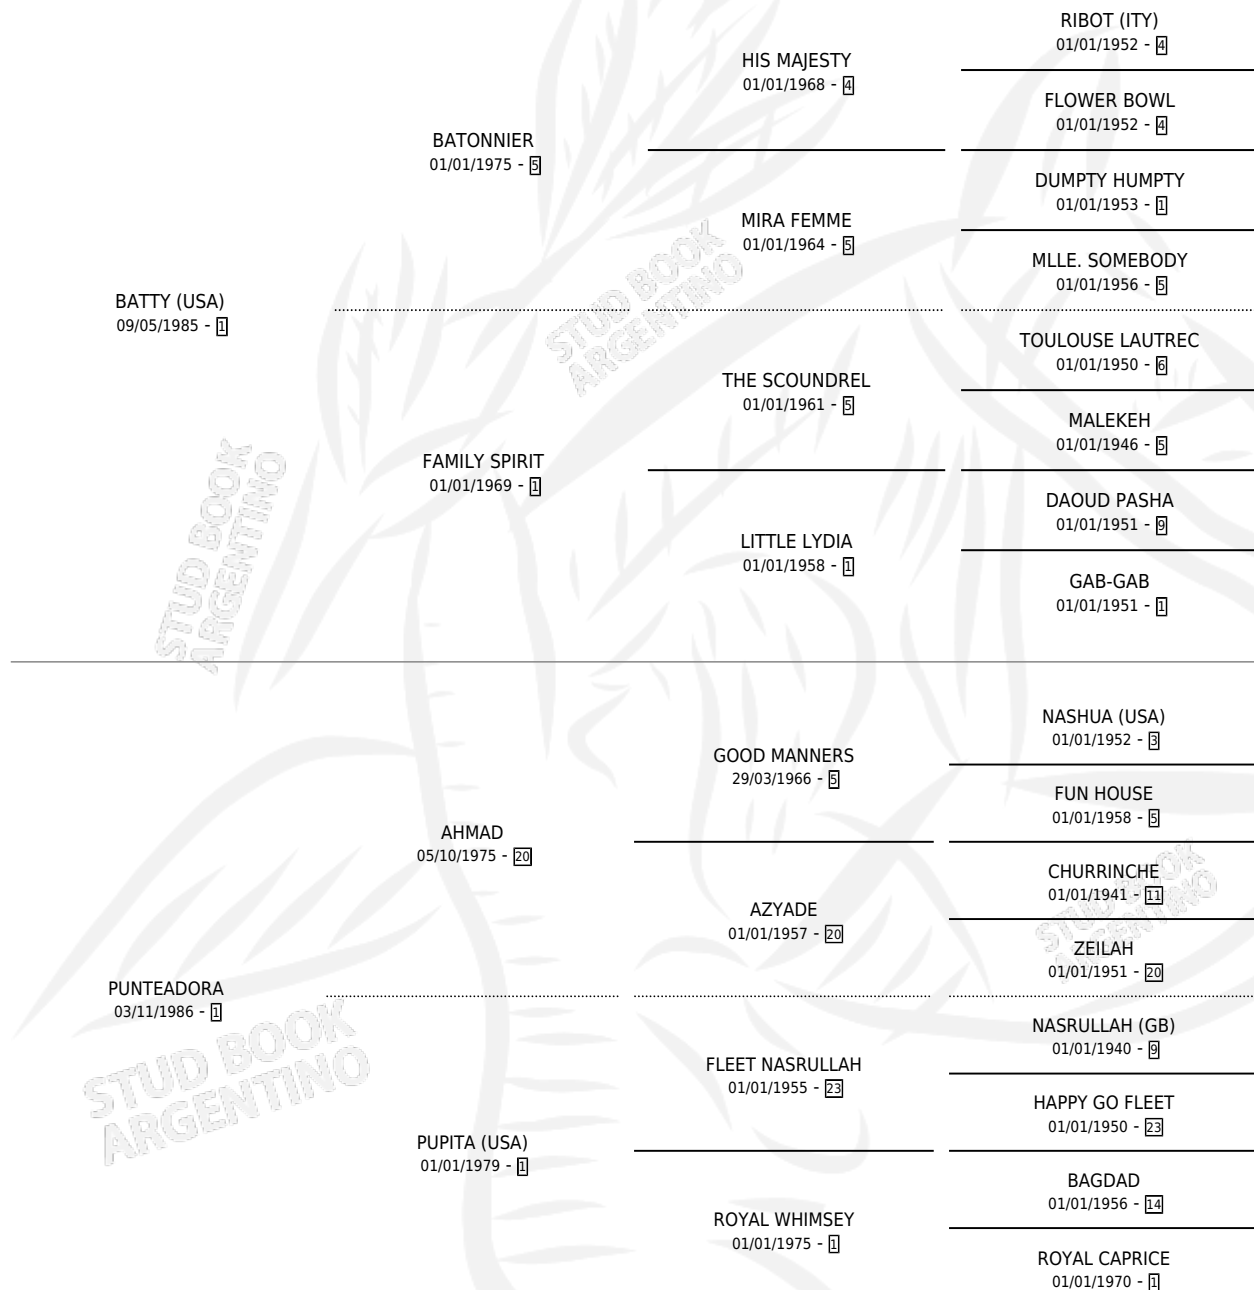 RIBOT (ITY)
01/01/1952 - 4
HIS MAJESTY
01/01/1968 - 4
FLOWER BOWL
01/01/1952 - 4
BATONNIER
01/01/1975 - 5
DUMPTY HUMPTY
01/01/1953 - 1
MIRA FEMME
01/01/1964 - 5
MLLE. SOMEBODY
01/01/1956 - 5
BATTY (USA)
09/05/1985 - 1
STUD BOOK
ARGENTINO
TOULOUSE LAUTREC
01/01/1950 - 6
THE SCOUNDREL
01/01/1961 - 5
MALEKEH
01/01/1946 - 5
FAMILY SPIRIT
01/01/1969 - 1
DAOUD PASHA
01/01/1951 - 9
LITTLE LYDIA
01/01/1958 - 1
GAB-GAB
01/01/1951 - 1
STUD BOOK
ARGENTINO
NASHUA (USA)
01/01/1952 - 3
GOOD MANNERS
29/03/1966 - 5
FUN HOUSE
01/01/1958 - 5
AHMAD
05/10/1975 - 20
CHURRINCHE
01/01/1941 - 11
AZYADE
01/01/1957 - 20
STUD BOOK
ARGENTINO
ZEILAH
01/01/1951 - 20
PUNTEADORA
03/11/1986 - 1
NASRULLAH (GB)
01/01/1940 - 9
FLEET NASRULLAH
01/01/1955 - 23
STUD BOOK
ARGENTINO
HAPPY GO FLEET
01/01/1950 - 23
PUPITA (USA)
01/01/1979 - 1
BAGDAD
01/01/1956 - 14
ROYAL WHIMSEY
01/01/1975 - 1
ROYAL CAPRICE
01/01/1970 - 1